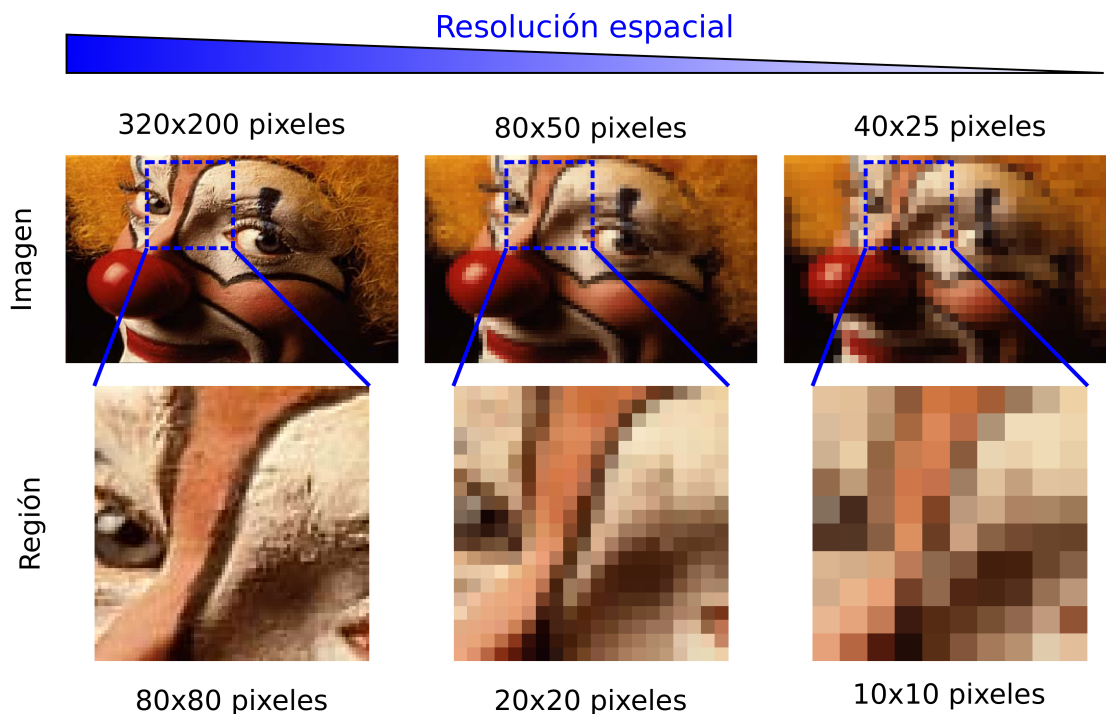 Resolución espacial
320x200 pixeles
80x50 pixeles
40x25 pixeles
Imagen
Región
80x80 pixeles
20x20 pixeles
10x10 pixeles